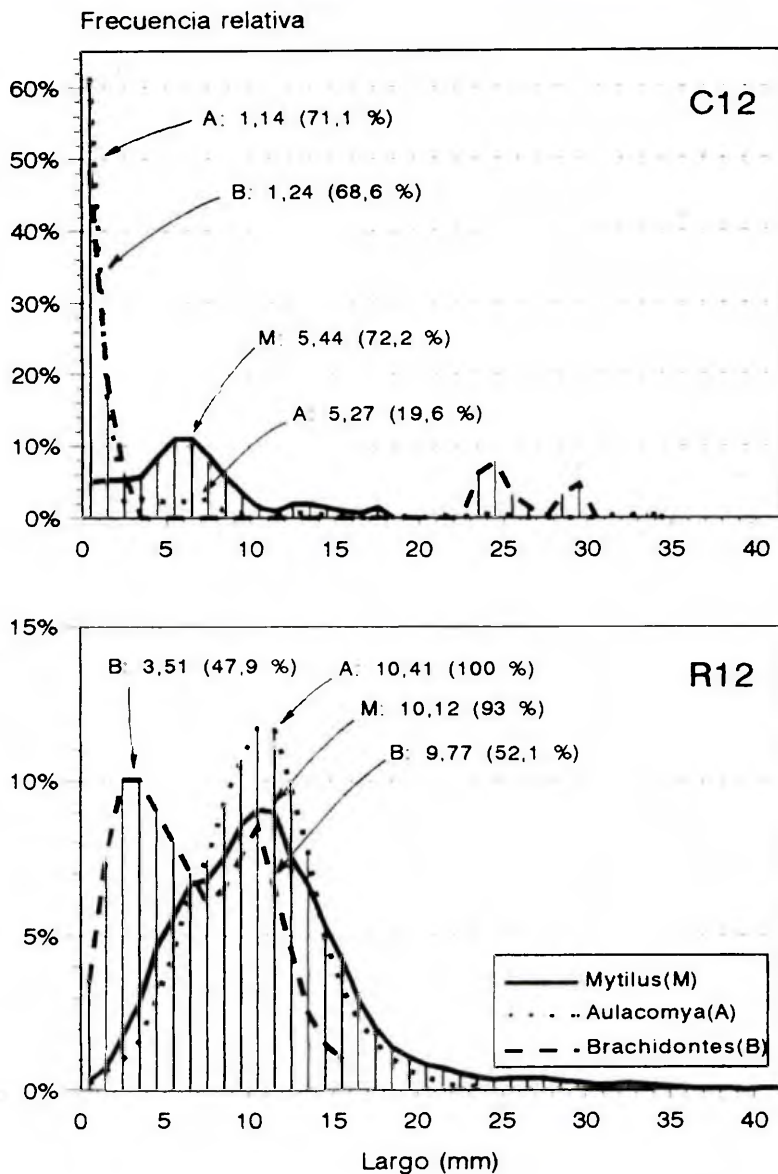 Frecuencia relativa
60%
50%
40%
30%
20%
10%
0%
C12
A: 1,14 (71,1 %)
B: 1,24 (68,6 %)
M: 5,44 (72,2 %)
A: 5,27 (19,6 %)
0 5 10 15 20 25 30 35 40
15%
10%
5%
0%
R12
B: 3,51 (47,9 %)
A: 10,41 (100 %)
M: 10,12 (93 %)
B: 9,77 (52,1 %)
Mytilus(M)
Aulacomya(A)
Brachidontes(B)
0 5 10 15 20 25 30 35 40
Largo (mm)